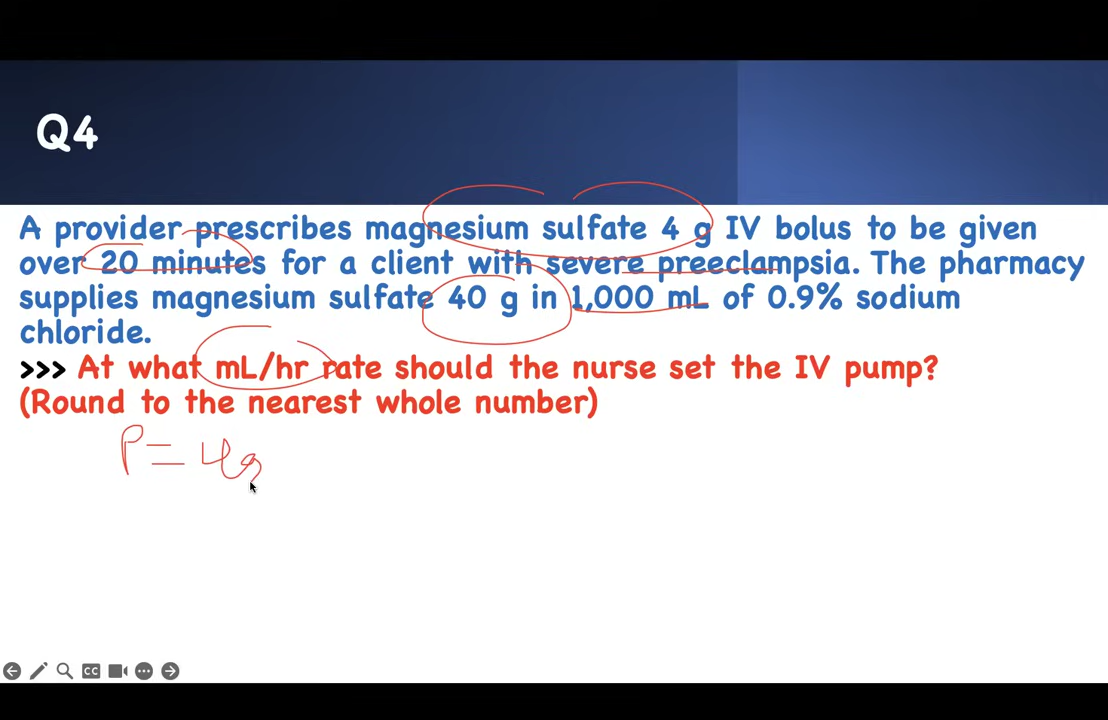 Q4
A provider prescribes magnesium sulfate 4 g IV bolus to be given
over 20 minutes for a client with severe preeclampsia. The pharmacy
supplies magnesium sulfate 40 g in 1,000 mL of 0.9% sodium
chloride.
>>> At what mL/hr rate should the nurse set the IV pump?
(Round to the nearest whole number)
P = 4g
CC